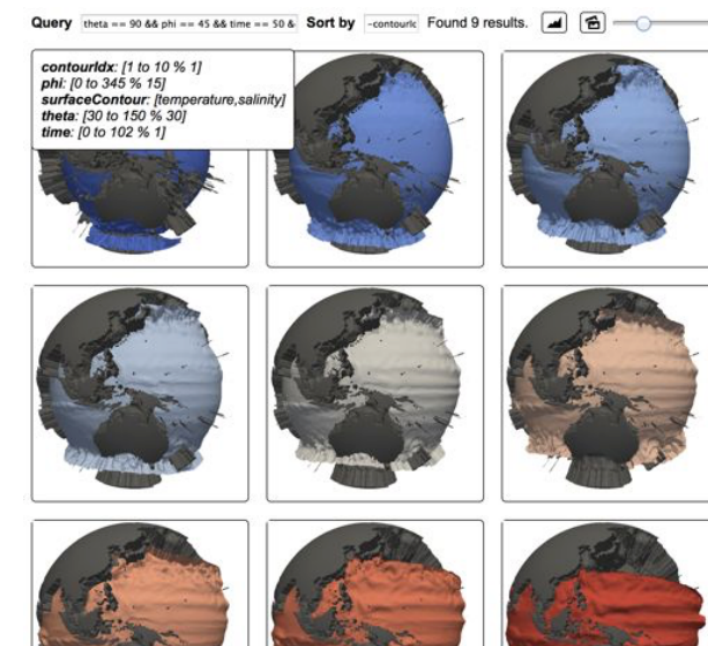 Query theta == 90 && phi == 45 && time == 50 & Sort by -contourIc Found 9 results.
contourIdx: [1 to 10 % 1]
phi: [0 to 345 % 15]
surfaceContour: [temperature,salinity]
theta: [30 to 150 % 30]
time: [0 to 102 % 1]